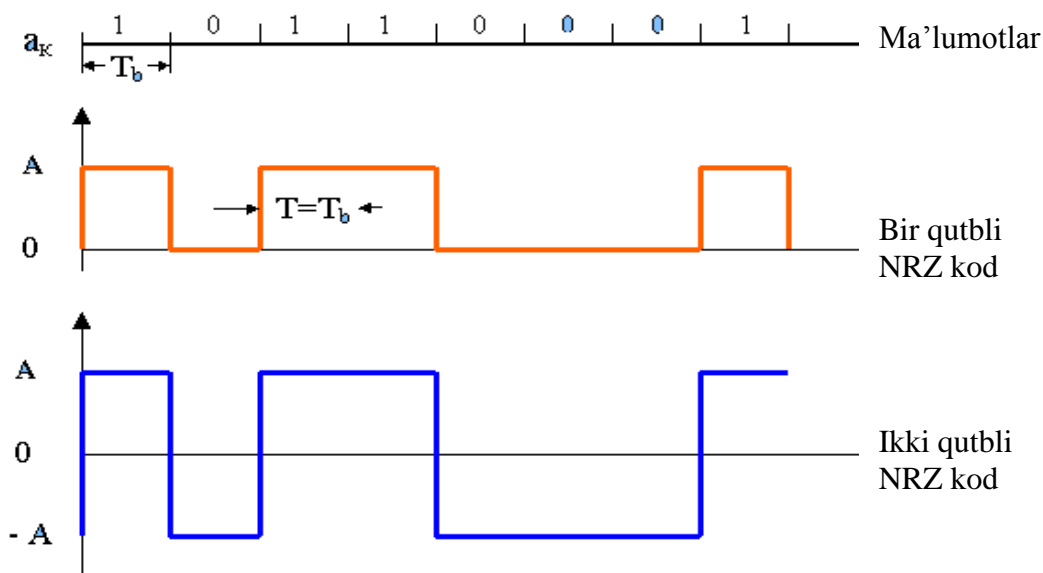 1 0 1 1 0 0 0 1
aK
Ma’lumotlar
Tb
A
T=Tb
0
Bir qutbli
NRZ kod
A
0
Ikki qutbli
NRZ kod
- A